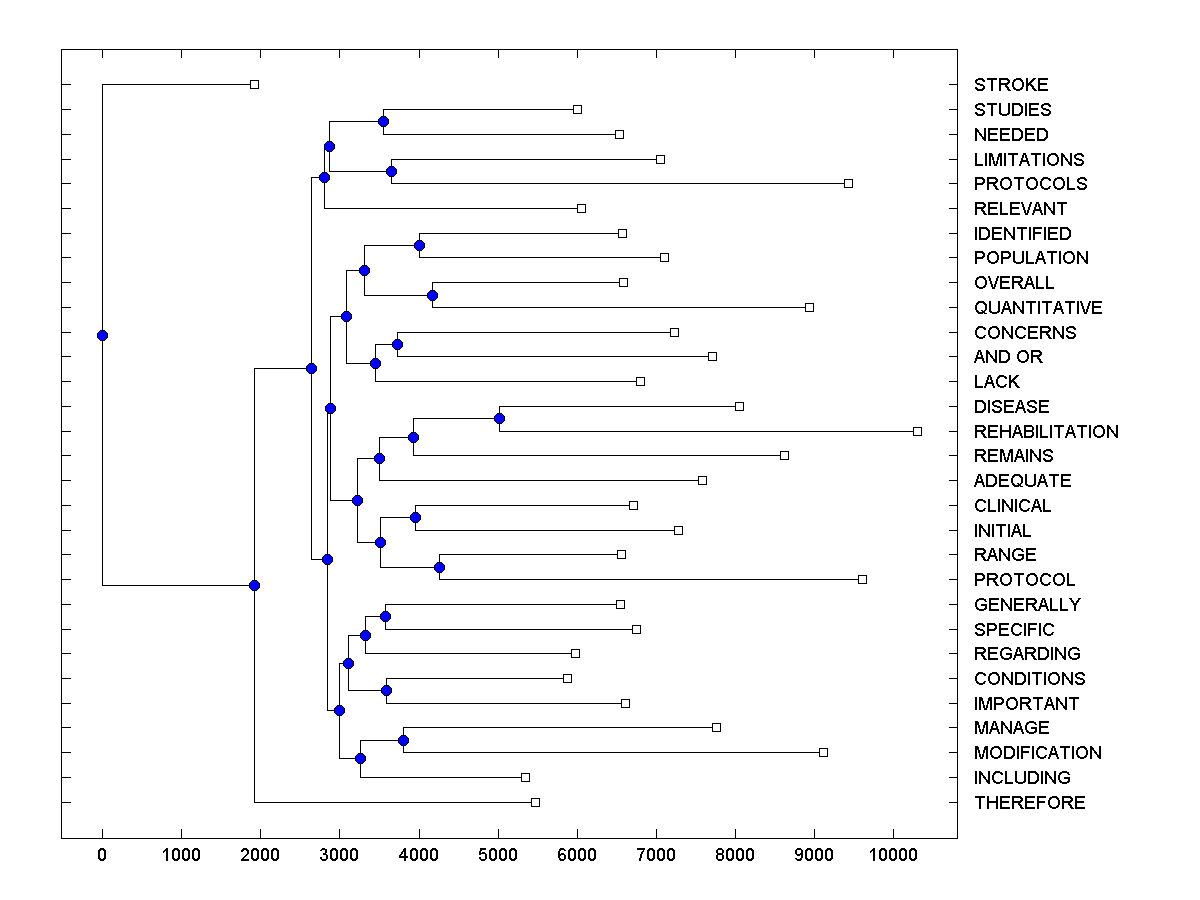 STROKE
STUDIES
NEEDED
LIMITATIONS
PROTOCOLS
RELEVANT
IDENTIFIED
POPULATION
OVERALL
QUANTITATIVE
CONCERNS
AND OR
LACK
DISEASE
REHABILITATION
REMAINS
ADEQUATE
CLINICAL
INITIAL
RANGE
PROTOCOL
GENERALLY
SPECIFIC
REGARDING
CONDITIONS
IMPORTANT
MANAGE
MODIFICATION
INCLUDING
THEREFORE
0 1000 2000 3000 4000 5000 6000 7000 8000 9000 10000